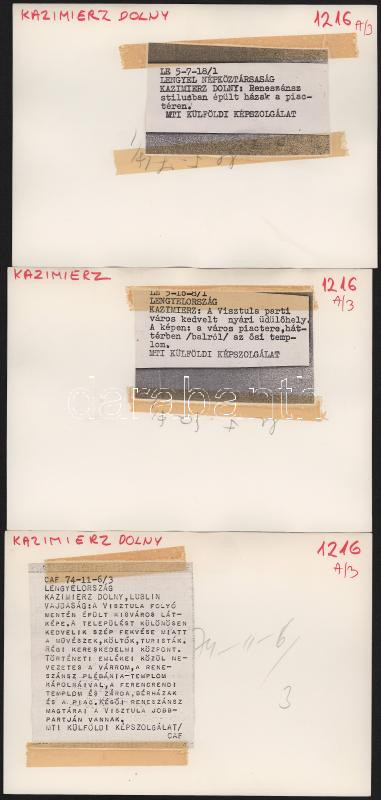 KAZIMIERZ DOLNY
1216
A/3
LE 5-7-18/1
LENGYEL NÉPKÖZTÁRSASÁG
KAZIMIERZ DOLNY: Reneszánsz
stilusban épült házak a piac-
téren.
MTI KÜLFÖLDI KÉPSZOLGÁLAT
KAZIMIERZ
1216
A/3
LENGYELORSZÁG
KAZIMIERZ: A Visztula parti
város kedvelt nyári üdülőhely.
A képen: a város piactere,hát-
térben /balról/ az ősi temp-
lom.
MTI KÜLFÖLDI KÉPSZOLGÁLAT
darabanth
KAZIMIERZ DOLNY
1216
A/3
CAF 74-11-6/3
LENGYELORSZÁG
KAZIMIERZ DOLNY, LUBLIN
VAJDASÁG: A VISZTULA FOLYÓ
MENTÉN ÉPÜLT KISVÁROS LÁT-
KÉPE. A TELEPÜLÉST KÜLÖNÖSEN
KEDVELIK SZÉP FEKVÉSE MIATT
A MŰVÉSZEK, KÖLTŐK, TURISTÁK.
RÉGI KERESKEDELMI KÖZPONT.
TÖRTÉNETI EMLÉKEI KÖZÜL NE-
VEZETES A VÁRROM, A RENE-
SZÁNSZ PLÉBÁNIA-TEMPLOM
KÁPOLNÁIVAL, A FERENCRENDI
TEMPLOM ÉS ZÁRDA, BÉRHÁZAK
ÉS A PIAC. KÉSŐI RENESZÁNSZ
MAGTÁRAI A VISZTULA JOBB-
PARTJÁN VANNAK.
MTI KÜLFÖLDI KÉPSZOLGÁLAT/
CAF
74-11-6/
3